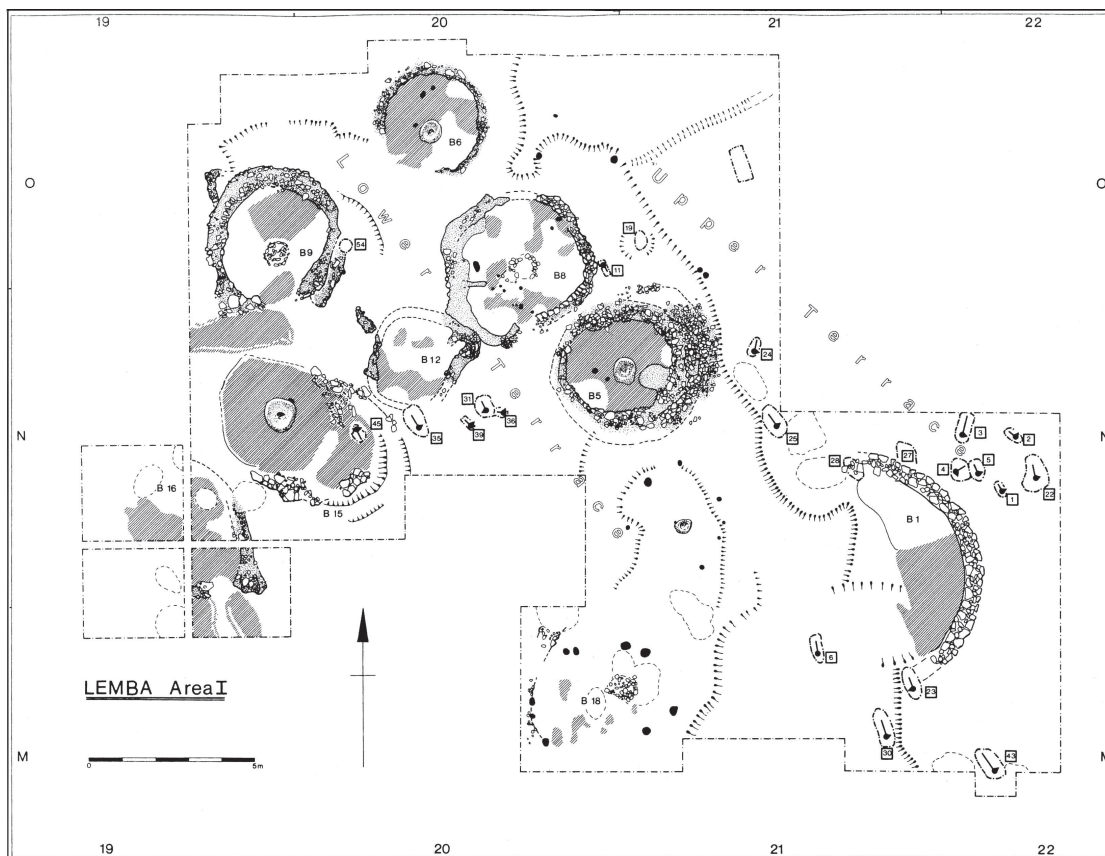 19 20 21 22
B6
O O
Upper Terrace
Lower Terrace
19
54
B9
B8
11
B12
24
B5
31
36
45
35
39
25
3
2
N N
28
27
4
5
22
1
B16
B15
B1
6
LEMBA Area I
B18
23
30
43
M M
0 5m
19 20 21 22